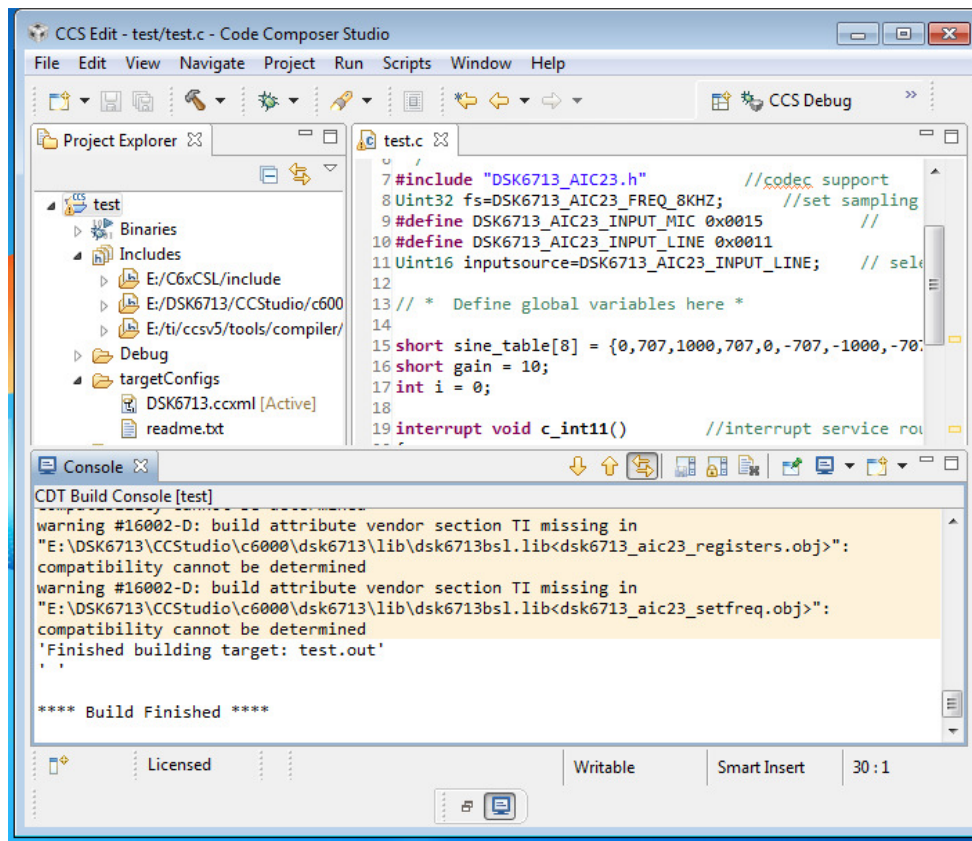 CCS Edit - test/test.c - Code Composer Studio
File Edit View Navigate Project Run Scripts Window Help
CCS Debug
Project Explorer
test
Binaries
Includes
E:/C6xCSL/include
E:/DSK6713/CCStudio/c600
E:/ti/ccsv5/tools/compiler/
Debug
targetConfigs
DSK6713.ccxml [Active]
readme.txt
test.c
7 #include "DSK6713_AIC23.h" //codec support
8 Uint32 fs=DSK6713_AIC23_FREQ_8KHZ; //set sampling
9 #define DSK6713_AIC23_INPUT_MIC 0x0015 //
10 #define DSK6713_AIC23_INPUT_LINE 0x0011
11 Uint16 inputsource=DSK6713_AIC23_INPUT_LINE; // sele
12
13 // * Define global variables here *
14
15 short sine_table[8] = {0,707,1000,707,0,-707,-1000,-707
16 short gain = 10;
17 int i = 0;
18
19 interrupt void c_int11() //interrupt service rou
Console
CDT Build Console [test]
compatibility cannot be determined
warning #16002-D: build attribute vendor section TI missing in
"E:\DSK6713\CCStudio\c6000\dsk6713\lib\dsk6713bsl.lib<dsk6713_aic23_registers.obj>":
compatibility cannot be determined
warning #16002-D: build attribute vendor section TI missing in
"E:\DSK6713\CCStudio\c6000\dsk6713\lib\dsk6713bsl.lib<dsk6713_aic23_setfreq.obj>":
compatibility cannot be determined
'Finished building target: test.out'
' '
**** Build Finished ****
Licensed
Writable
Smart Insert
30 : 1